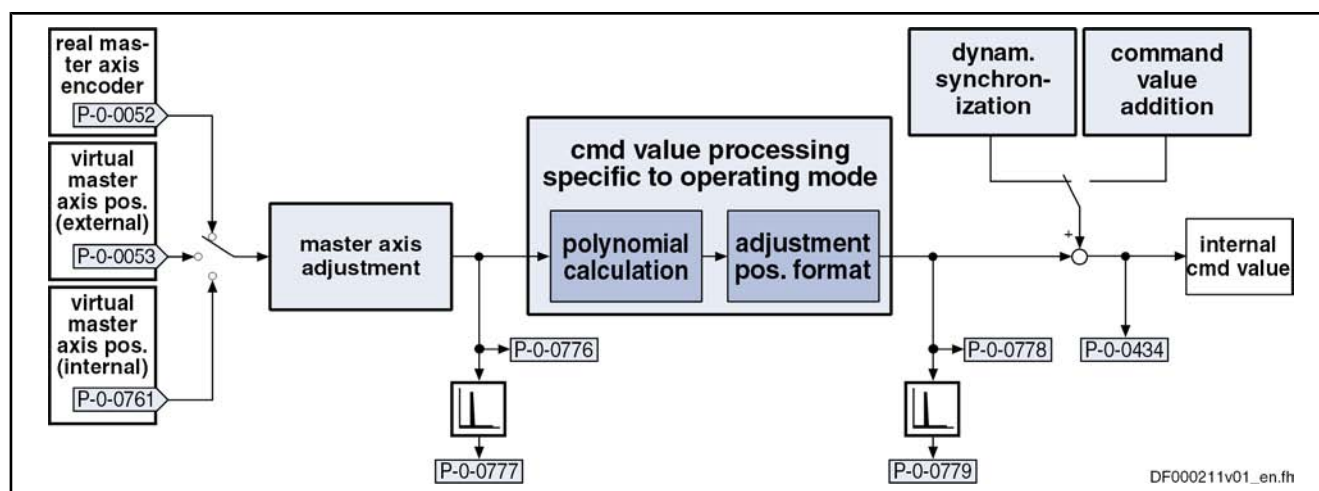 real mas-
ter axis
encoder
P-0-0052
virtual
master
axis pos.
(external)
P-0-0053
virtual
master
axis pos.
(internal)
P-0-0761
master axis
adjustment
P-0-0776
P-0-0777
cmd value processing
specific to operating mode
polynomial
calculation
adjustment
pos. format
P-0-0778
P-0-0779
dynam.
synchron-
ization
command
value
addition
+
P-0-0434
internal
cmd value
DF000211v01_en.fh